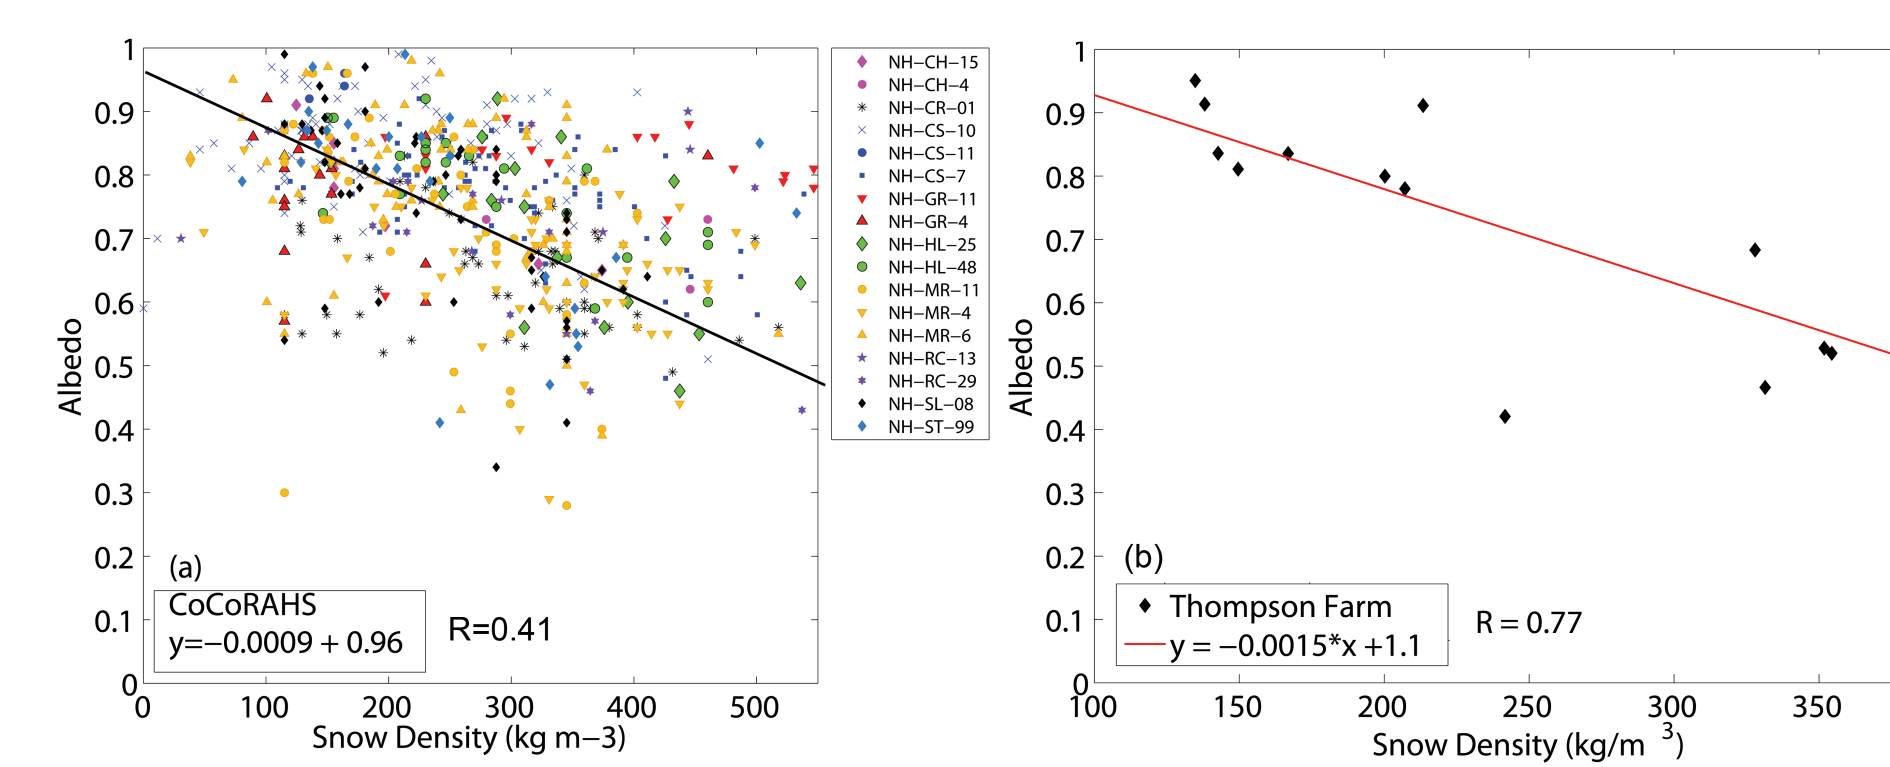 1
0.9
0.8
0.7
0.6
0.5
0.4
0.3
0.2
0.1
0
Albedo
0 100 200 300 400 500
Snow Density (kg m−3)
(a)
CoCoRAHS
y=−0.0009 + 0.96
R=0.41
NH−CH−15
NH−CH−4
NH−CR−01
NH−CS−10
NH−CS−11
NH−CS−7
NH−GR−11
NH−GR−4
NH−HL−25
NH−HL−48
NH−MR−11
NH−MR−4
NH−MR−6
NH−RC−13
NH−RC−29
NH−SL−08
NH−ST−99
1
0.9
0.8
0.7
0.6
0.5
0.4
0.3
0.2
0.1
0
Albedo
100 150 200 250 300 350
Snow Density (kg/m 3)
(b)
Thompson Farm
y = −0.0015*x +1.1
R = 0.77